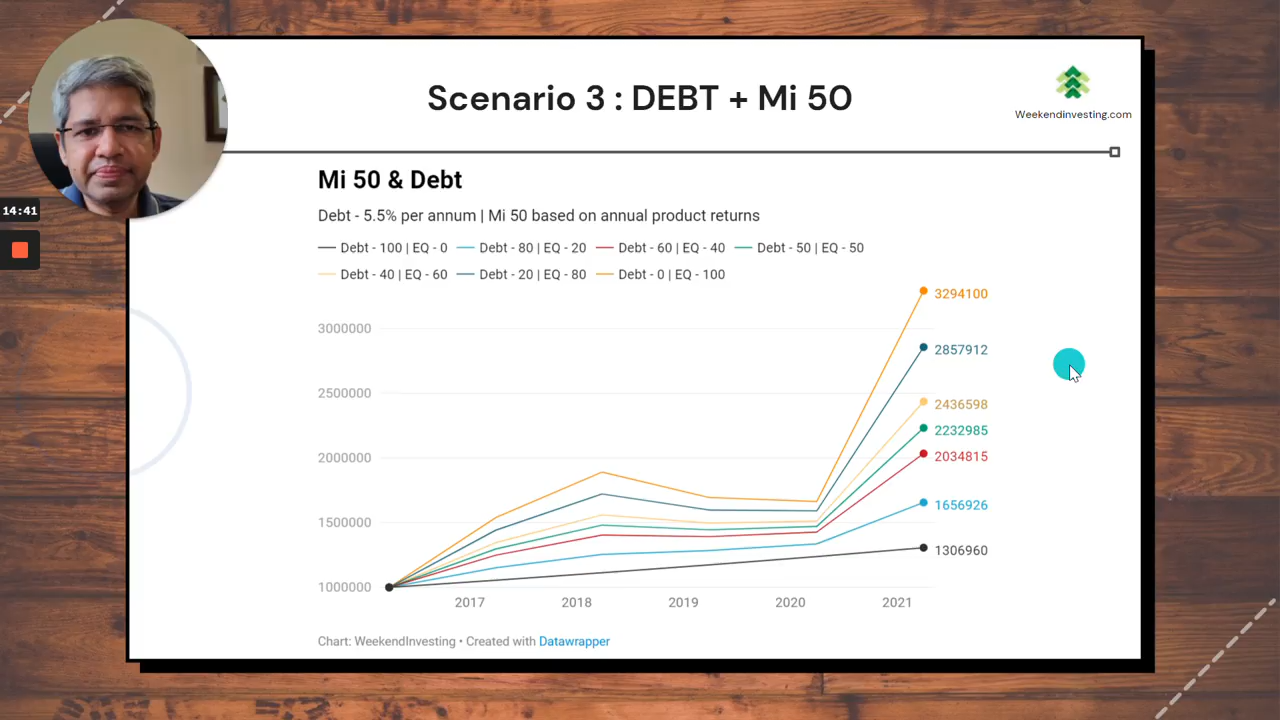 Scenario 3 : DEBT + Mi 50
Weekendinvesting.com
14:41
Mi 50 & Debt
Debt - 5.5% per annum | Mi 50 based on annual product returns
Debt - 100 | EQ - 0 Debt - 80 | EQ - 20 Debt - 60 | EQ - 40 Debt - 50 | EQ - 50
Debt - 40 | EQ - 60 Debt - 20 | EQ - 80 Debt - 0 | EQ - 100
3294100
3000000
2857912
2500000
2436598
2232985
2000000
2034815
1500000
1656926
1306960
1000000
2017 2018 2019 2020 2021
Chart: WeekendInvesting • Created with Datawrapper